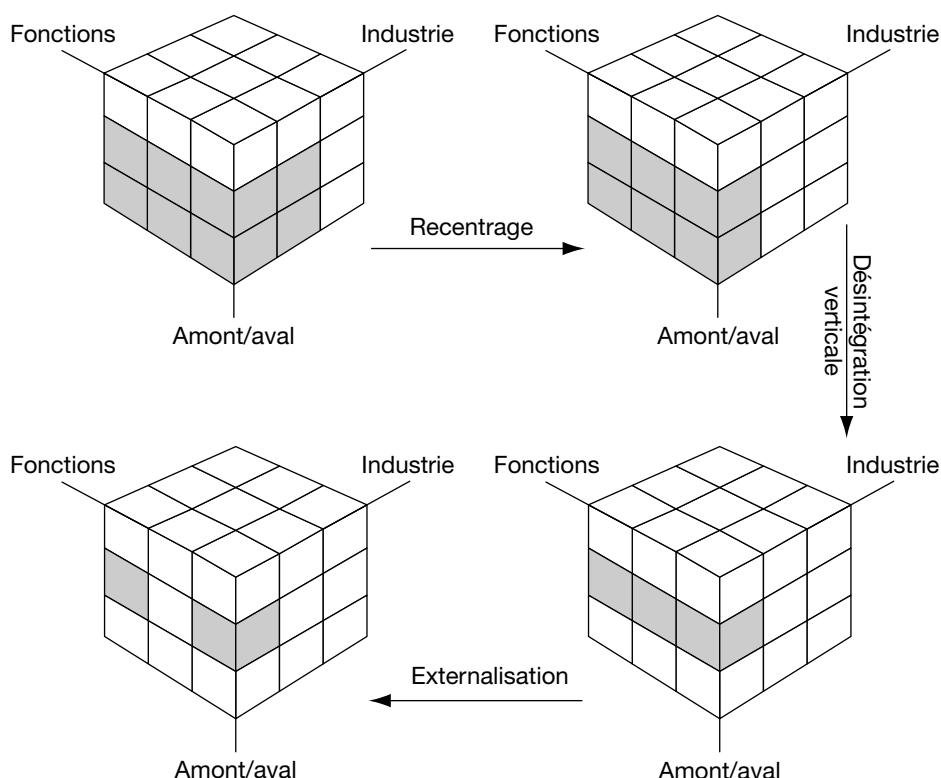 Fonctions
Industrie
Fonctions
Industrie
Recentrage
Amont/aval
Amont/aval
Désintégration
verticale
Fonctions
Industrie
Fonctions
Industrie
Externalisation
Amont/aval
Amont/aval